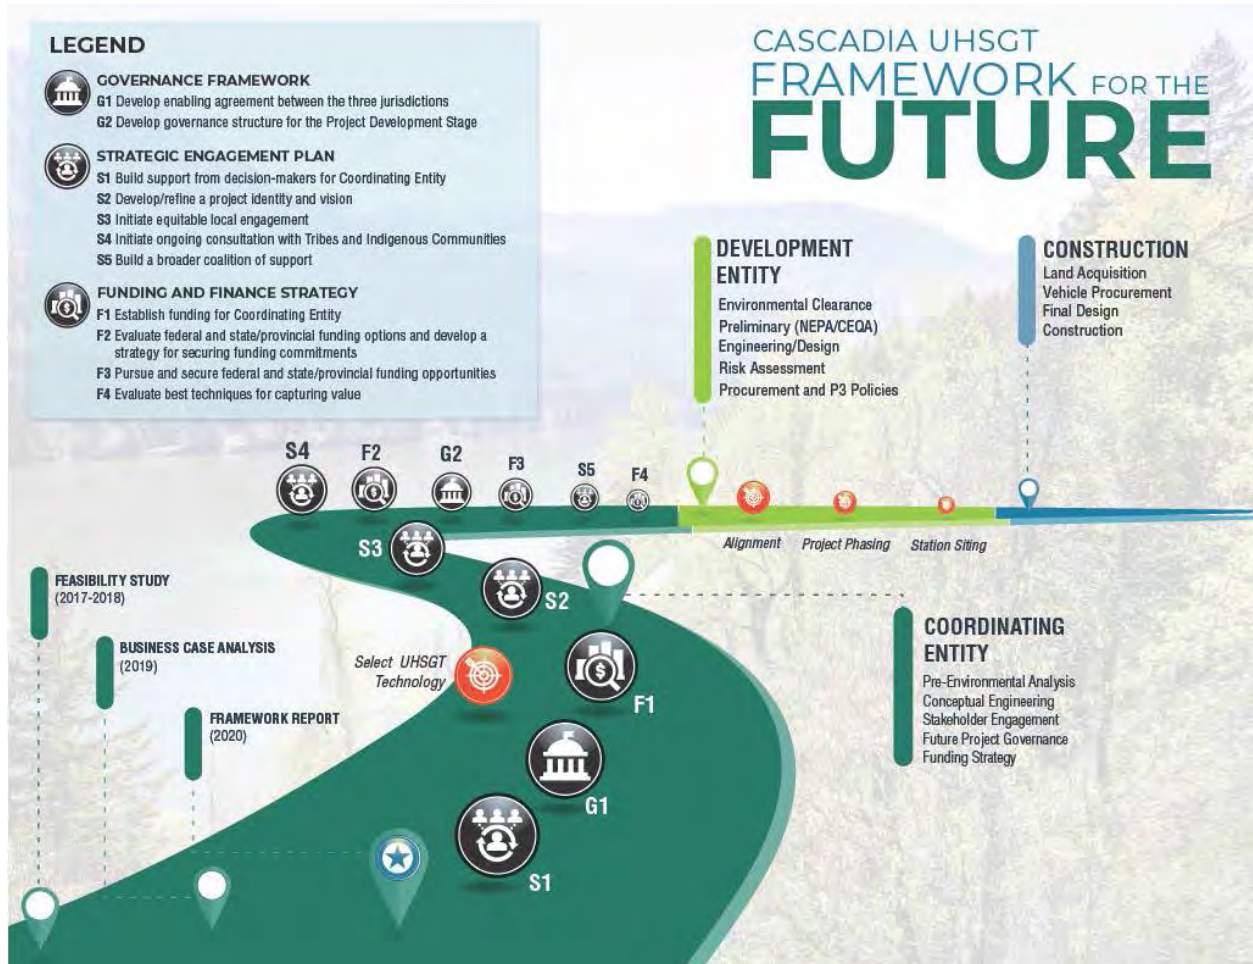 LEGEND
GOVERNANCE FRAMEWORK
G1 Develop enabling agreement between the three jurisdictions
G2 Develop governance structure for the Project Development Stage
STRATEGIC ENGAGEMENT PLAN
S1 Build support from decision-makers for Coordinating Entity
S2 Develop/refine a project identity and vision
S3 Initiate equitable local engagement
S4 Initiate ongoing consultation with Tribes and Indigenous Communities
S5 Build a broader coalition of support
FUNDING AND FINANCE STRATEGY
F1 Establish funding for Coordinating Entity
F2 Evaluate federal and state/provincial funding options and develop a
strategy for securing funding commitments
F3 Pursue and secure federal and state/provincial funding opportunities
F4 Evaluate best techniques for capturing value
CASCADIA UHSGT
FRAMEWORK FOR THE
FUTURE
DEVELOPMENT
ENTITY
Environmental Clearance
Preliminary (NEPA/CEQA)
Engineering/Design
Risk Assessment
Procurement and P3 Policies
CONSTRUCTION
Land Acquisition
Vehicle Procurement
Final Design
Construction
S4
F2
G2
F3
S5
F4
Alignment
Project Phasing
Station Siting
S3
S2
FEASIBILITY STUDY
(2017-2018)
BUSINESS CASE ANALYSIS
(2019)
FRAMEWORK REPORT
(2020)
Select UHSGT
Technology
F1
G1
S1
COORDINATING
ENTITY
Pre-Environmental Analysis
Conceptual Engineering
Stakeholder Engagement
Future Project Governance
Funding Strategy